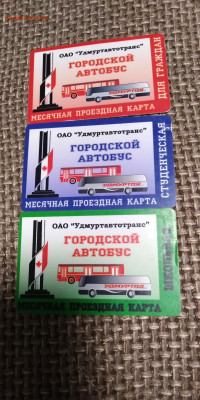 ОАО "Удмуртавтотранс"
ГОРОДСКОЙ
АВТОБУС
МЕСЯЧНАЯ ПРОЕЗДНАЯ КАРТА
ДЛЯ ГРАЖДАН
ОАО "Удмуртавтотранс"
ГОРОДСКОЙ
АВТОБУС
МЕСЯЧНАЯ ПРОЕЗДНАЯ КАРТА
СТУДЕНЧЕСКАЯ
ОАО "Удмуртавтотранс"
ГОРОДСКОЙ
АВТОБУС
МЕСЯЧНАЯ ПРОЕЗДНАЯ КАРТА